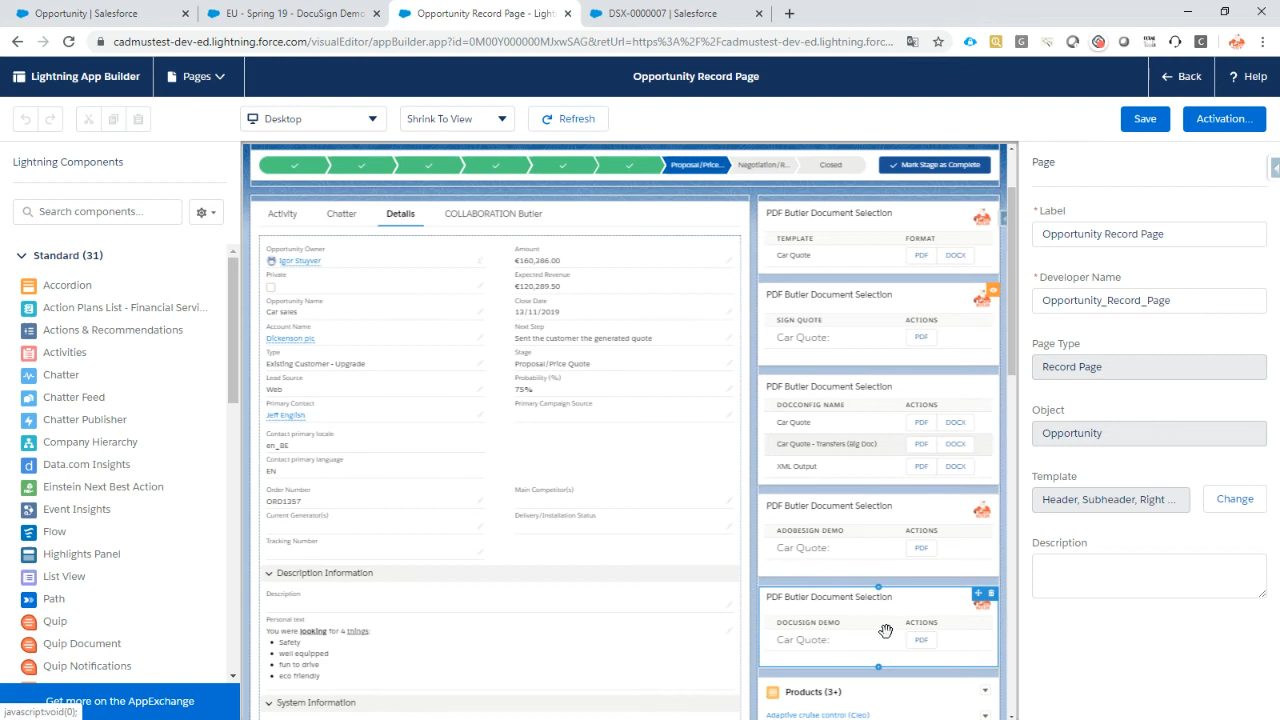 Opportunity | Salesforce
EU - Spring 19 - DocuSign Demo
Opportunity Record Page - Light
DSX-0000007 | Salesforce
cadmustest-dev-ed.lightning.force.com/visualEditor/appBuilder.app?id=0M00Y000000MJxwSAG&retUrl=https%3A%2F%2Fcadmustest-dev-ed.lightning.force.c...
Lightning App Builder
Pages
Opportunity Record Page
Back
? Help
Desktop
Shrink To View
Refresh
Save
Activation...
Lightning Components
Search components...
Standard (31)
Accordion
Action Plans List - Financial Servi...
Actions & Recommendations
Activities
Chatter
Chatter Feed
Chatter Publisher
Company Hierarchy
Data.com Insights
Einstein Next Best Action
Event Insights
Flow
Highlights Panel
List View
Path
Quip
Quip Document
Quip Notifications
Get more on the AppExchange
javascript:void(0);
Proposal/Price...
Negotiation/R...
Closed
Mark Stage as Complete
Activity
Chatter
Details
COLLABORATION Butler
Opportunity Owner
Igor Stuyver
Private
Opportunity Name
Car sales
Account Name
Dickenson plc
Type
Existing Customer - Upgrade
Lead Source
Web
Primary Contact
Jeff English
Contact primary locale
en_BE
Contact primary language
EN
Order Number
ORD1357
Current Generator(s)
Tracking Number
Amount
€160,386.00
Expected Revenue
€120,289.50
Close Date
13/11/2019
Next Step
Sent the customer the generated quote
Stage
Proposal/Price Quote
Probability (%)
75%
Primary Campaign Source
Main Competitor(s)
Delivery/Installation Status
Description Information
Description
Personal text
You were looking for 4 things:
• Safety
• well equipped
• fun to drive
• eco friendly
System Information
PDF Butler Document Selection
TEMPLATE FORMAT
Car Quote PDF DOCX
PDF Butler Document Selection
SIGN QUOTE ACTIONS
Car Quote: PDF
PDF Butler Document Selection
DOCCONFIG NAME ACTIONS
Car Quote PDF DOCX
Car Quote - Transfers (Big Doc) PDF DOCX
XML Output PDF DOCX
PDF Butler Document Selection
ADOBESIGN DEMO ACTIONS
Car Quote: PDF
PDF Butler Document Selection
DOCUSIGN DEMO ACTIONS
Car Quote: PDF
Products (3+)
Adaptive cruise control (Cleo)
Page
* Label
Opportunity Record Page
* Developer Name
Opportunity_Record_Page
Page Type
Record Page
Object
Opportunity
Template
Header, Subheader, Right ...
Change
Description